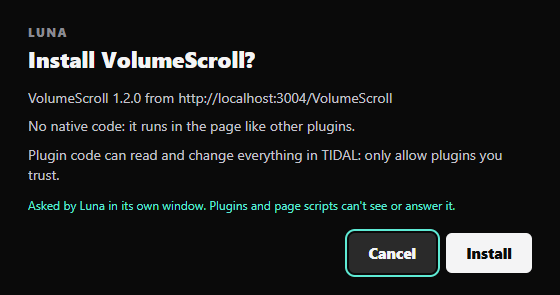 LUNA
Install VolumeScroll?
VolumeScroll 1.2.0 from http://localhost:3004/VolumeScroll
No native code: it runs in the page like other plugins.
Plugin code can read and change everything in TIDAL: only allow plugins you
trust.
Asked by Luna in its own window. Plugins and page scripts can't see or answer it.
Cancel
Install